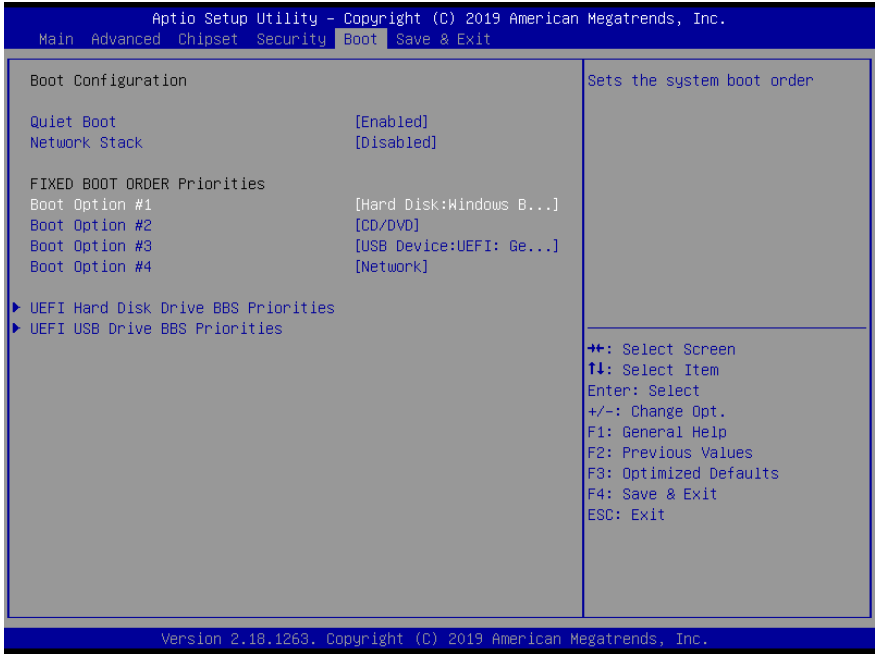 Aptio Setup Utility – Copyright (C) 2019 American Megatrends, Inc.
Main Advanced Chipset Security Boot Save & Exit
Boot Configuration
Quiet Boot [Enabled]
Network Stack [Disabled]
FIXED BOOT ORDER Priorities
Boot Option #1 [Hard Disk:Windows B...]
Boot Option #2 [CD/DVD]
Boot Option #3 [USB Device:UEFI: Ge...]
Boot Option #4 [Network]
UEFI Hard Disk Drive BBS Priorities
UEFI USB Drive BBS Priorities
Sets the system boot order
→←: Select Screen
↑↓: Select Item
Enter: Select
+/-: Change Opt.
F1: General Help
F2: Previous Values
F3: Optimized Defaults
F4: Save & Exit
ESC: Exit
Version 2.18.1263. Copyright (C) 2019 American Megatrends, Inc.